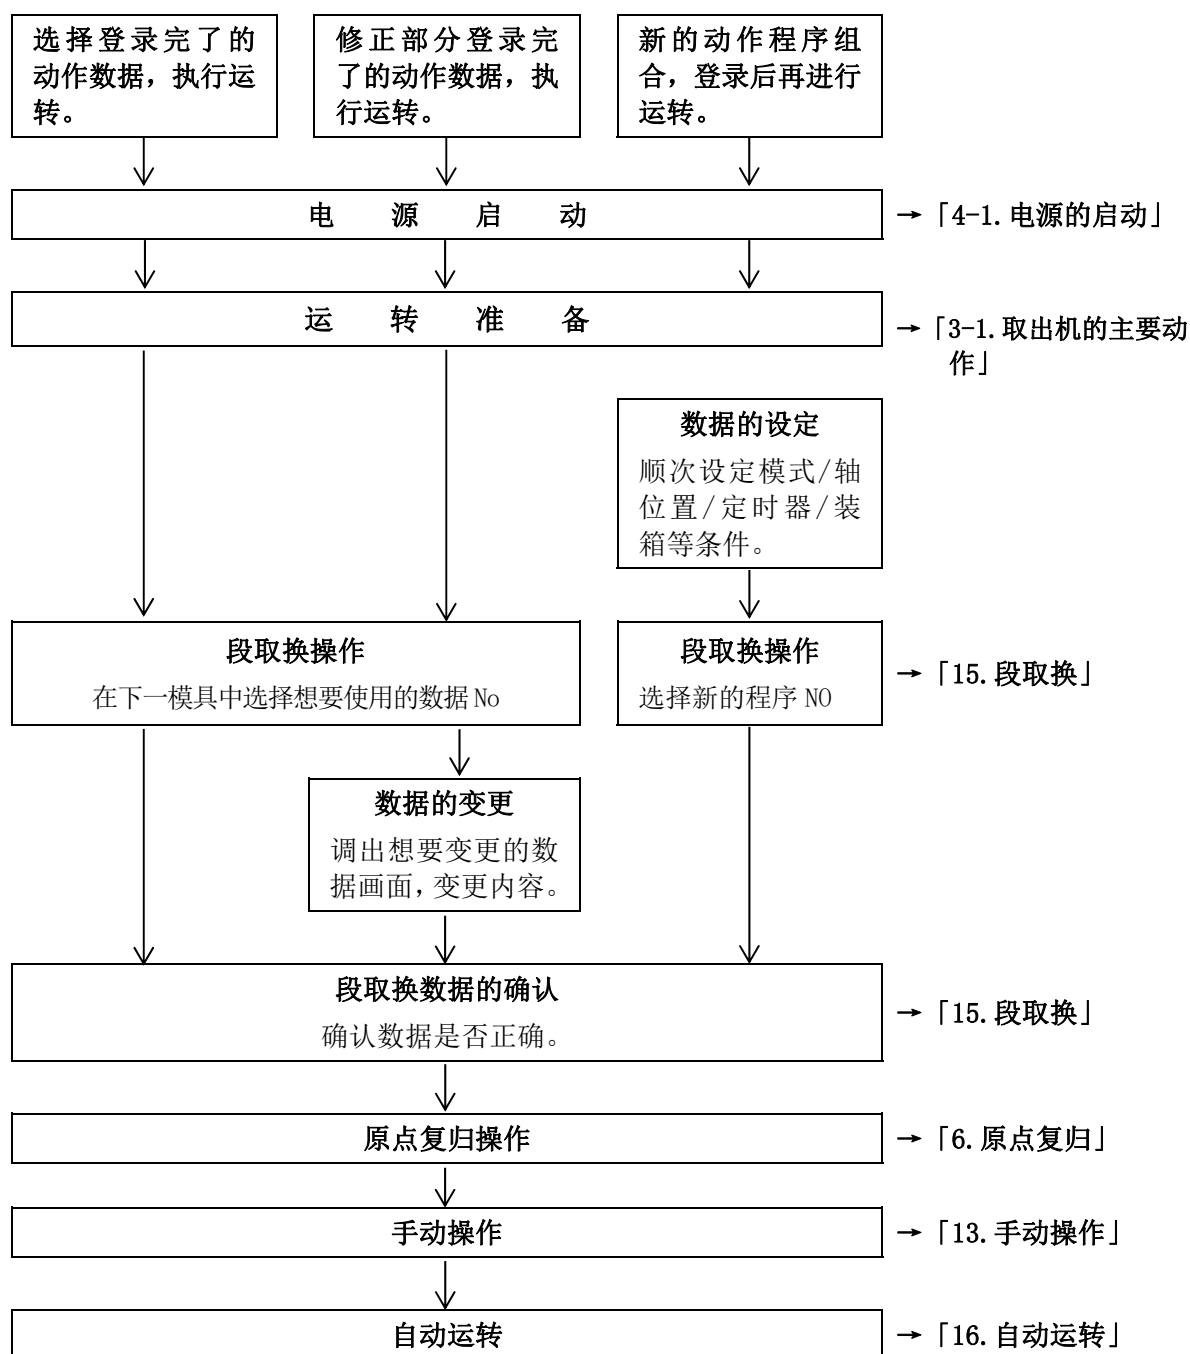 选择登录完了的
动作数据，执行运
转。
修正部分登录完
了的动作数据，执
行运转。
新的动作程序组
合，登录后再进行
运转。
电 源 启 动
→「4-1.电源的启动」
运 转 准 备
→「3-1.取出机的主要动
作」
数据的设定
顺次设定模式/轴
位置/定时器/装
箱等条件。
段取换操作
在下一模具中选择想要使用的数据 No
段取换操作
选择新的程序 NO
→「15.段取换」
数据的变更
调出想要变更的数
据画面，变更内容。
段取换数据的确认
确认数据是否正确。
→「15.段取换」
原点复归操作
→「6.原点复归」
手动操作
→「13.手动操作」
自动运转
→「16.自动运转」